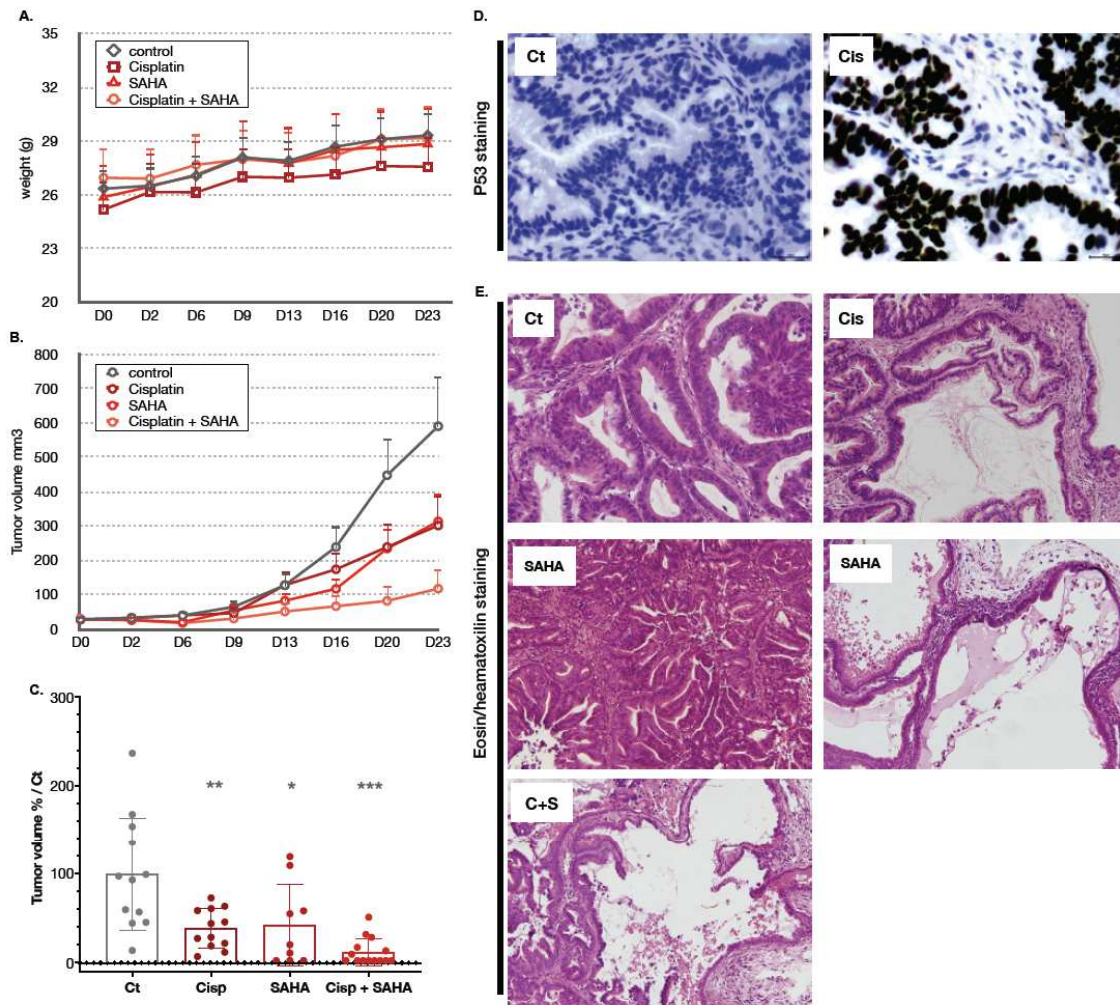 A.
35
32
29
26
23
20
weight (g)
control
Cisplatin
SAHA
Cisplatin + SAHA
D0 D2 D6 D9 D13 D16 D20 D23
B.
800
700
600
500
400
300
200
100
0
Tumor volume mm3
control
Cisplatin
SAHA
Cisplatin + SAHA
D0 D2 D6 D9 D13 D16 D20 D23
C.
300
200
100
0
Tumor volume % / Ct
** * ***
Ct Cisp SAHA Cisp + SAHA
D.
P53 staining
Ct Cis
E.
Eosin/heamatoxilin staining
Ct Cis
SAHA SAHA
C+S